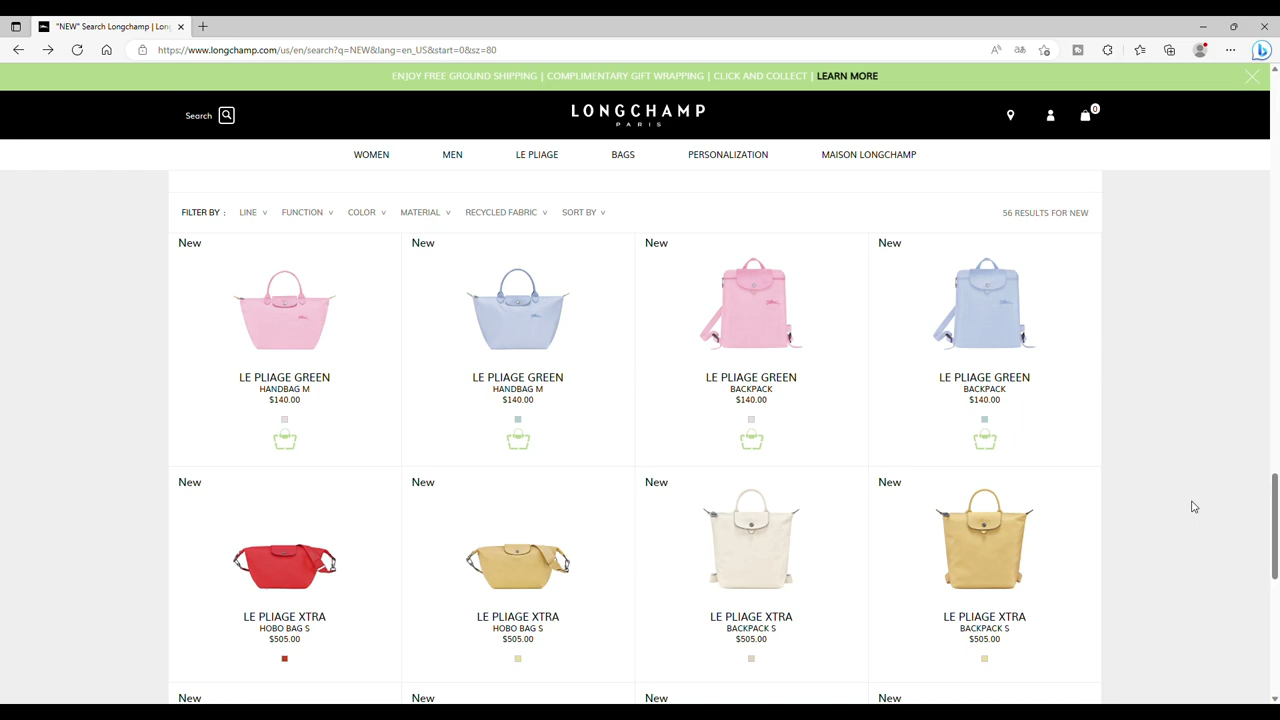 "NEW" Search Longchamp | Lon
https://www.longchamp.com/us/en/search?q=NEW&lang=en_US&start=0&sz=80
ENJOY FREE GROUND SHIPPING | COMPLIMENTARY GIFT WRAPPING | CLICK AND COLLECT | LEARN MORE
Search
LONGCHAMP
PARIS
0
WOMEN MEN LE PLIAGE BAGS PERSONALIZATION MAISON LONGCHAMP
FILTER BY : LINE FUNCTION COLOR MATERIAL RECYCLED FABRIC SORT BY 56 RESULTS FOR NEW
New New New New
LE PLIAGE GREEN LE PLIAGE GREEN LE PLIAGE GREEN LE PLIAGE GREEN
HANDBAG M HANDBAG M BACKPACK BACKPACK
$140.00 $140.00 $140.00 $140.00
New New New New
LE PLIAGE XTRA LE PLIAGE XTRA LE PLIAGE XTRA LE PLIAGE XTRA
HOBO BAG S HOBO BAG S BACKPACK S BACKPACK S
$505.00 $505.00 $505.00 $505.00
New New New New